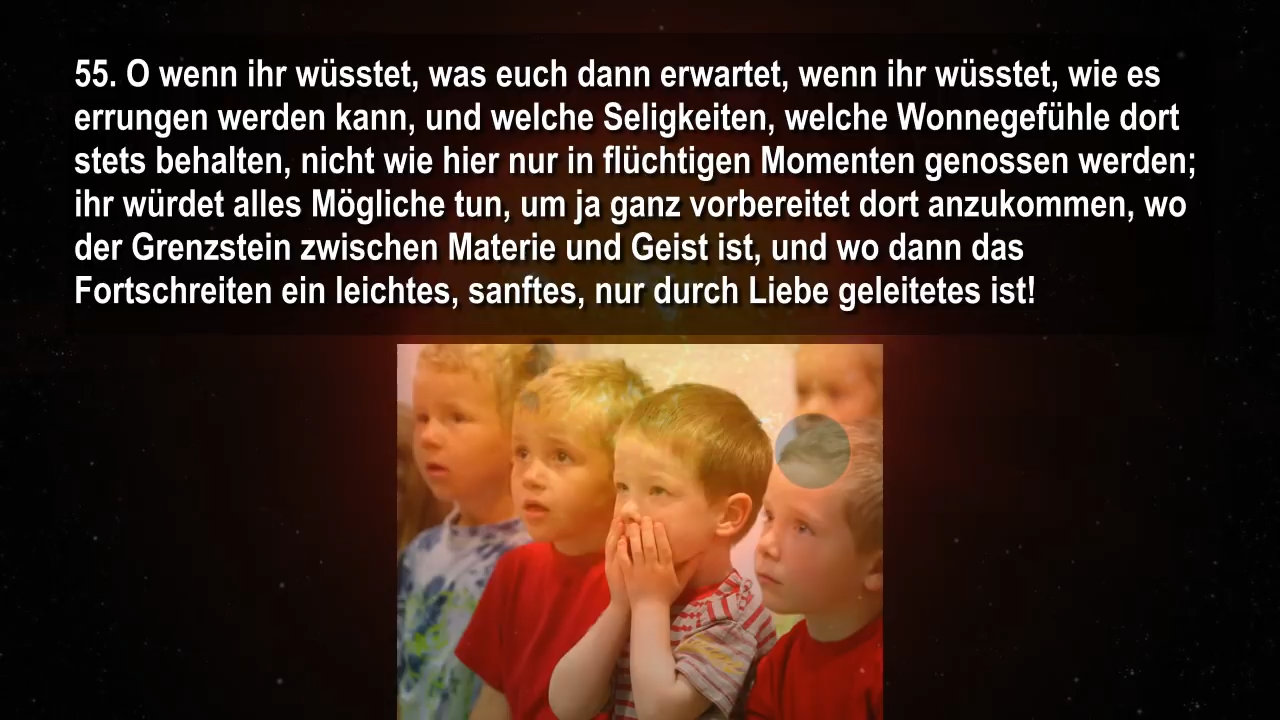 55. O wenn ihr wüsstet, was euch dann erwartet, wenn ihr wüsstet, wie es
errungen werden kann, und welche Seligkeiten, welche Wonnegefühle dort
stets behalten, nicht wie hier nur in flüchtigen Momenten genossen werden;
ihr würdet alles Mögliche tun, um ja ganz vorbereitet dort anzukommen, wo
der Grenzstein zwischen Materie und Geist ist, und wo dann das
Fortschreiten ein leichtes, sanftes, nur durch Liebe geleitetes ist!